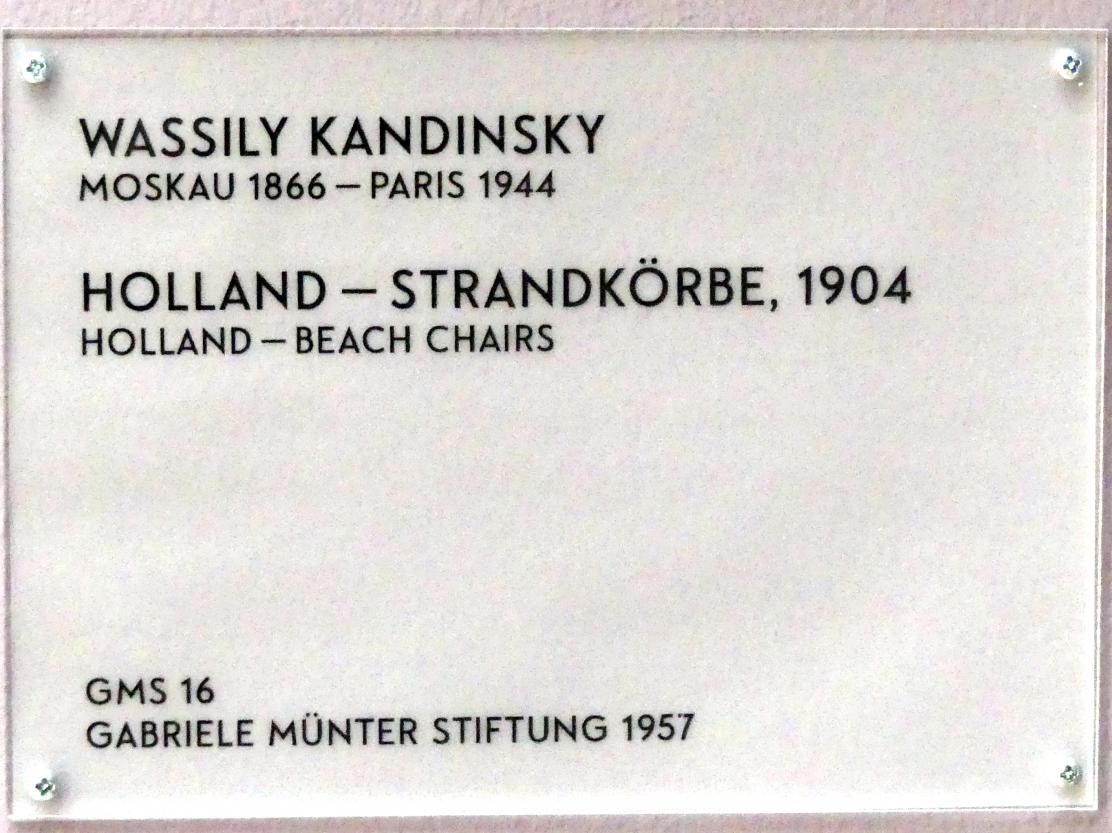 WASSILY KANDINSKY
MOSKAU 1866 – PARIS 1944
HOLLAND – STRANDKÖRBE, 1904
HOLLAND – BEACH CHAIRS
GMS 16
GABRIELE MÜNTER STIFTUNG 1957